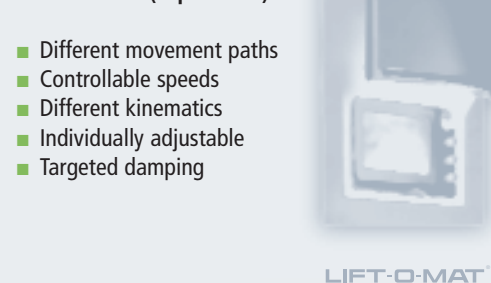 Different movement paths
Controllable speeds
Different kinematics
Individually adjustable
Targeted damping
LIFT-O-MAT®